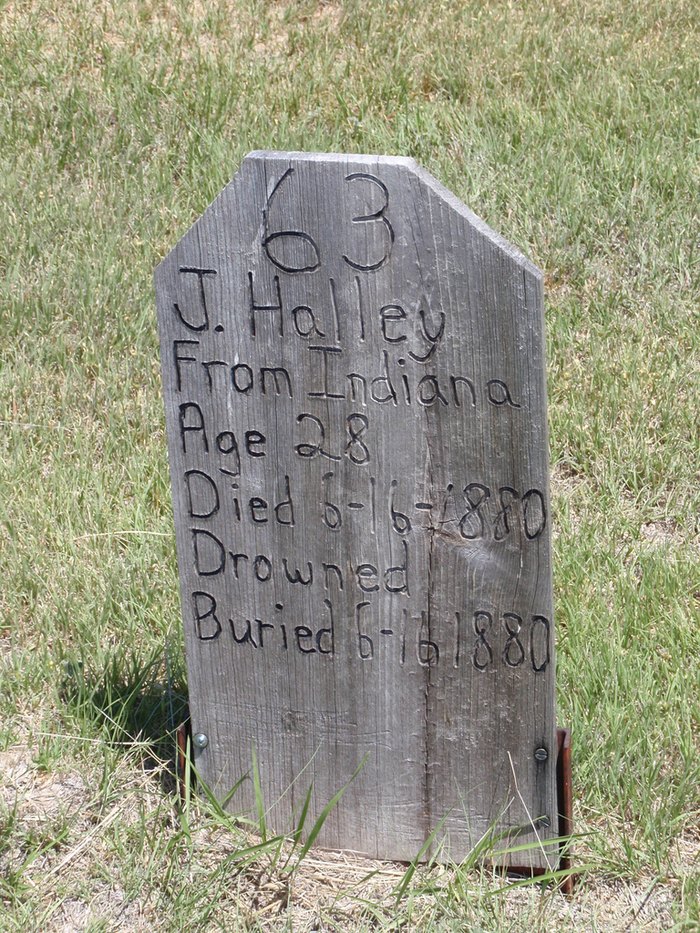 63
J. Halley
From Indiana
Age 28
Died 6-16-1880
Drowned
Buried 6-16 1880